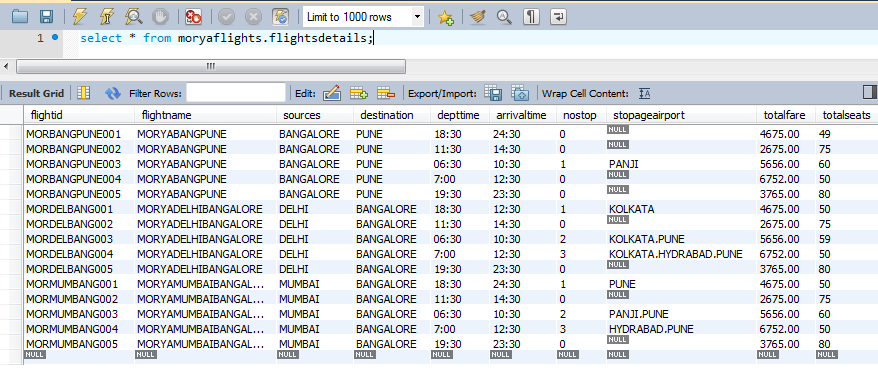 Limit to 1000 rows
1 select * from moryaflights.flightsdetails;
Result Grid Filter Rows: Edit: Export/Import: Wrap Cell Content:
flightid flightname sources destination depttime arrivaltime nostop stopageairport totalfare totalseats
MORBANGPUNE001 MORYABANGPUNE BANGALORE PUNE 18:30 24:30 0 NULL 4675.00 49
MORBANGPUNE002 MORYABANGPUNE BANGALORE PUNE 11:30 14:30 0 NULL 2675.00 75
MORBANGPUNE003 MORYABANGPUNE BANGALORE PUNE 06:30 10:30 1 PANJI 5656.00 60
MORBANGPUNE004 MORYABANGPUNE BANGALORE PUNE 7:00 12:30 0 NULL 6752.00 50
MORBANGPUNE005 MORYABANGPUNE BANGALORE PUNE 19:30 23:30 0 NULL 3765.00 80
MORDELBANG001 MORYADELHIBANGALORE DELHI BANGALORE 18:30 12:30 1 KOLKATA 4675.00 50
MORDELBANG002 MORYADELHIBANGALORE DELHI BANGALORE 11:30 14:30 0 NULL 2675.00 75
MORDELBANG003 MORYADELHIBANGALORE DELHI BANGALORE 06:30 10:30 2 KOLKATA.PUNE 5656.00 59
MORDELBANG004 MORYADELHIBANGALORE DELHI BANGALORE 7:00 12:30 3 KOLKATA.HYDRABAD.PUNE 6752.00 50
MORDELBANG005 MORYADELHIBANGALORE DELHI BANGALORE 19:30 23:30 0 NULL 3765.00 80
MORMUMBANG001 MORYAMUMBAIBANGAL... MUMBAI BANGALORE 18:30 24:30 1 PUNE 4675.00 50
MORMUMBANG002 MORYAMUMBAIBANGAL... MUMBAI BANGALORE 11:30 14:30 0 NULL 2675.00 75
MORMUMBANG003 MORYAMUMBAIBANGAL... MUMBAI BANGALORE 06:30 10:30 2 PANJI.PUNE 5656.00 60
MORMUMBANG004 MORYAMUMBAIBANGAL... MUMBAI BANGALORE 7:00 12:30 3 HYDRABAD.PUNE 6752.00 50
MORMUMBANG005 MORYAMUMBAIBANGAL... MUMBAI BANGALORE 19:30 23:30 0 NULL 3765.00 80
NULL NULL NULL NULL NULL NULL NULL NULL NULL NULL